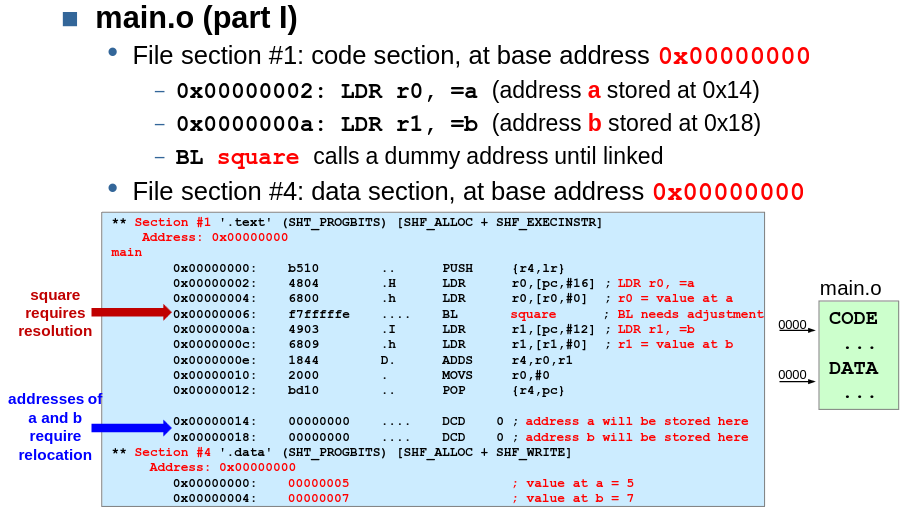 main.o (part I)
File section #1: code section, at base address 0x00000000
– 0x00000002: LDR r0, =a (address a stored at 0x14)
– 0x0000000a: LDR r1, =b (address b stored at 0x18)
– BL square calls a dummy address until linked
File section #4: data section, at base address 0x00000000
** Section #1 '.text' (SHT_PROGBITS) [SHF_ALLOC + SHF_EXECINSTR]
Address: 0x00000000
main
0x00000000: b510 .. PUSH {r4,lr}
0x00000002: 4804 .H LDR r0,[pc,#16] ; LDR r0, =a
0x00000004: 6800 .h LDR r0,[r0,#0] ; r0 = value at a
0x00000006: f7fffffe .... BL square ; BL needs adjustment
0x0000000a: 4903 .I LDR r1,[pc,#12] ; LDR r1, =b
0x0000000c: 6809 .h LDR r1,[r1,#0] ; r1 = value at b
0x0000000e: 1844 D. ADDS r4,r0,r1
0x00000010: 2000 . MOVS r0,#0
0x00000012: bd10 .. POP {r4,pc}
0x00000014: 00000000 .... DCD 0 ; address a will be stored here
0x00000018: 00000000 .... DCD 0 ; address b will be stored here
** Section #4 '.data' (SHT_PROGBITS) [SHF_ALLOC + SHF_WRITE]
Address: 0x00000000
0x00000000: 00000005 ; value at a = 5
0x00000004: 00000007 ; value at b = 7
square
requires
resolution
addresses of
a and b
require
relocation
main.o
0000
CODE
...
0000
DATA
...